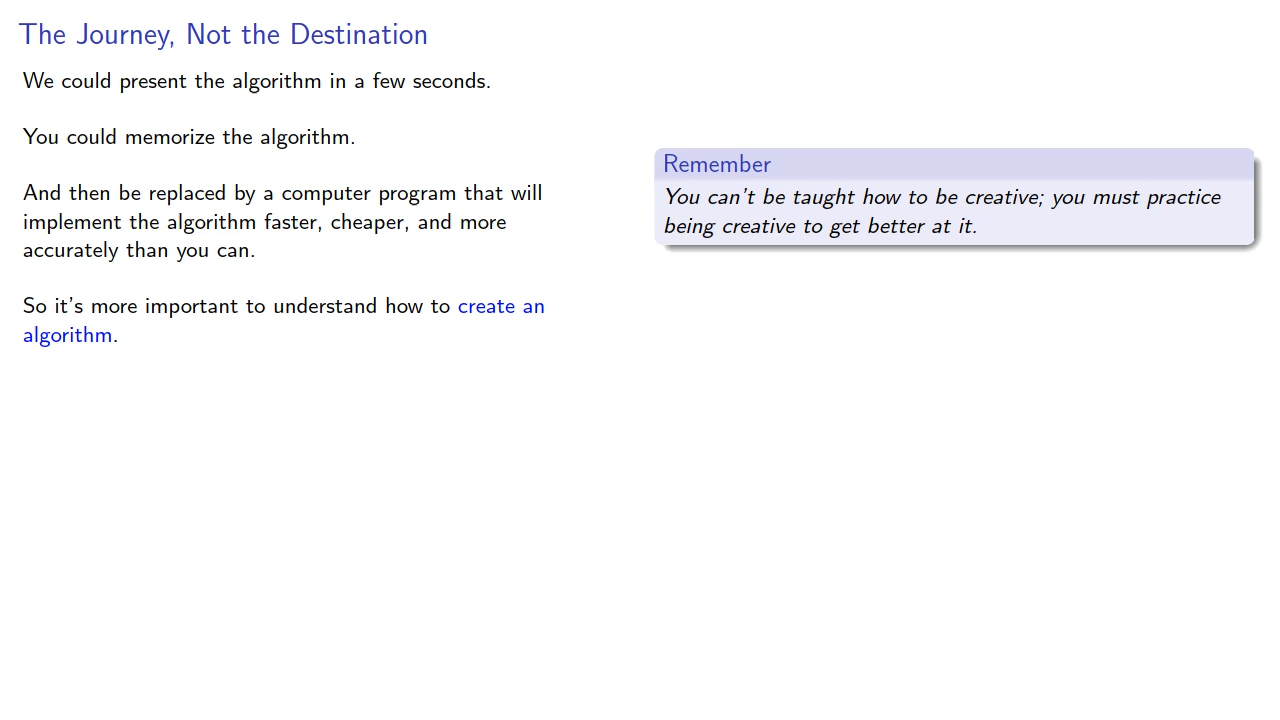 The Journey, Not the Destination
We could present the algorithm in a few seconds.
You could memorize the algorithm.
And then be replaced by a computer program that will
implement the algorithm faster, cheaper, and more
accurately than you can.
So it's more important to understand how to create an
algorithm.
Remember
You can't be taught how to be creative; you must practice
being creative to get better at it.